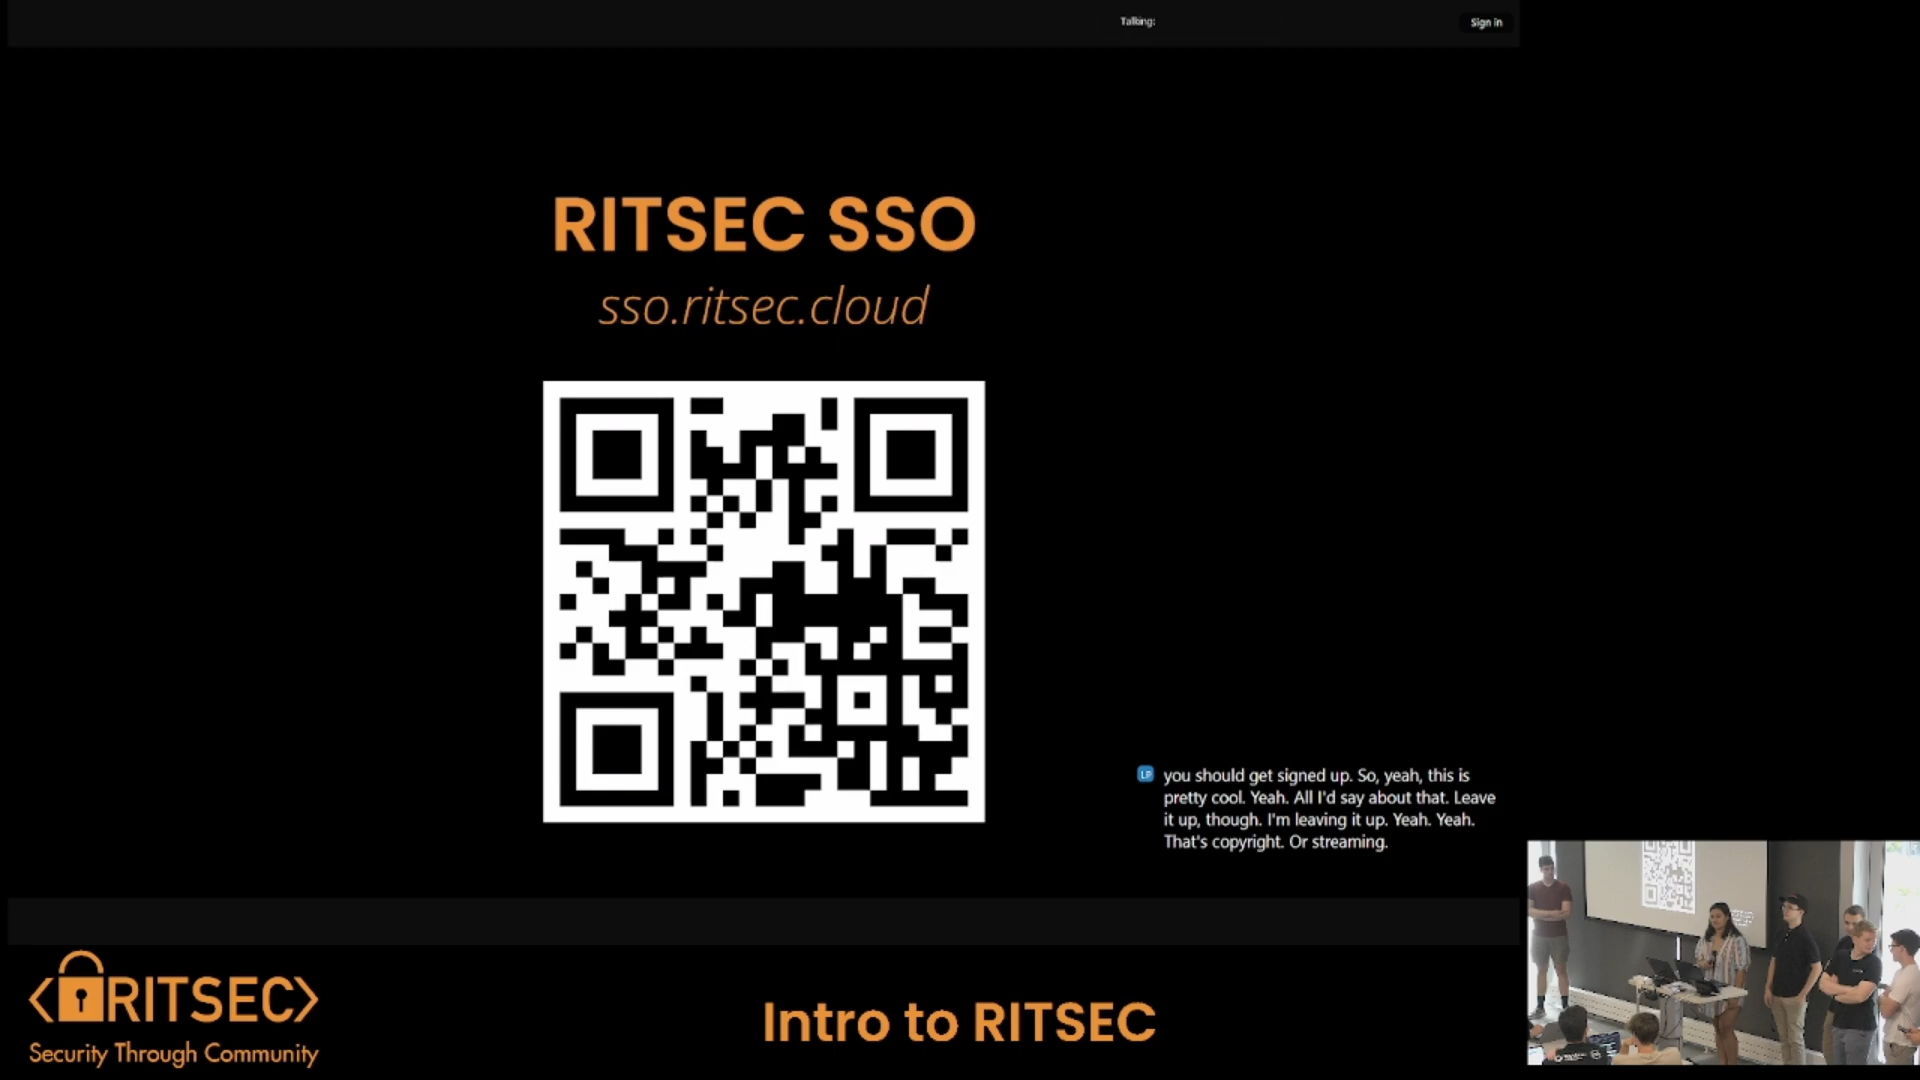 Talking:
Sign in
RITSEC SSO
sso.ritsec.cloud
LP
you should get signed up. So, yeah, this is
pretty cool. Yeah. All I'd say about that. Leave
it up, though. I'm leaving it up. Yeah. Yeah.
That's copyright. Or streaming.
<RITSEC>
Security Through Community
Intro to RITSEC